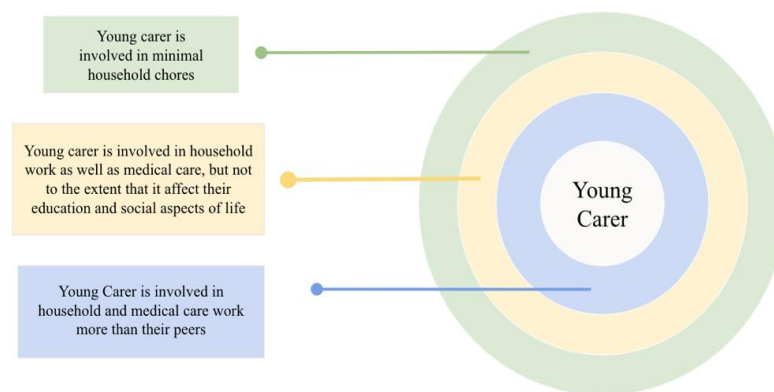 Young carer is
involved in minimal
household chores
Young carer is involved in household
work as well as medical care, but not
to the extent that it affect their
education and social aspects of life
Young Carer is involved in
household and medical care work
more than their peers
Young
Carer